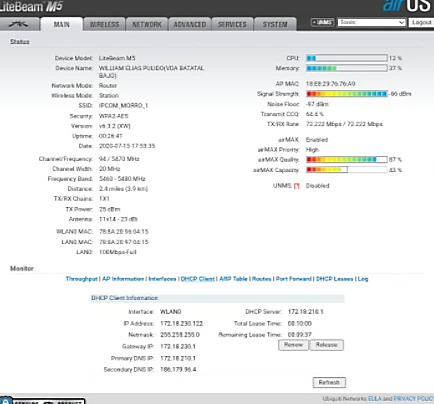 LiteBeam M5
airOS
MAIN WIRELESS NETWORK ADVANCED SERVICES SYSTEM UNMS Tools: Logout
Status
Device Model: LiteBeam M5
Device Name: WILLIAM ELIAS PULIDO(VDA BATATAL BAJO)
Network Mode: Router
Wireless Mode: Station
SSID: IPCOM_MORRO_1
Security: WPA2-AES
Version: v6.3.2 (XW)
Uptime: 00:26:41
Date: 2020-07-15 17:53:35
Channel/Frequency: 94 / 5470 MHz
Channel Width: 20 MHz
Frequency Band: 5460 - 5480 MHz
Distance: 2.4 miles (3.9 km)
TX/RX Chains: 1X1
TX Power: 25 dBm
Antenna: 11x14 - 23 dBi
WLAN0 MAC: 78:8A:20:96:04:15
LAN0 MAC: 78:8A:20:97:04:15
LAN0: 100Mbps-Full
CPU: 12 %
Memory: 37 %
AP MAC: 18:E8:29:76:76:A9
Signal Strength: -66 dBm
Noise Floor: -97 dBm
Transmit CCQ: 64.4 %
TX/RX Rate: 72.222 Mbps / 72.222 Mbps
airMAX: Enabled
airMAX Priority: High
airMAX Quality: 87 %
airMAX Capacity: 43 %
UNMS: [?] Disabled
Monitor
Throughput | AP Information | Interfaces | DHCP Client | ARP Table | Routes | Port Forward | DHCP Leases | Log
DHCP Client Information
Interface: WLAN0
IP Address: 172.18.230.122
Netmask: 255.255.255.0
Gateway IP: 172.18.230.1
Primary DNS IP: 172.18.210.1
Secondary DNS IP: 186.179.96.4
DHCP Server: 172.18.210.1
Total Lease Time: 00:10:00
Remaining Lease Time: 00:09:37
Renew Release
Refresh
GENUINE PRODUCT
Ubiquiti Networks EULA and PRIVACY POLICY